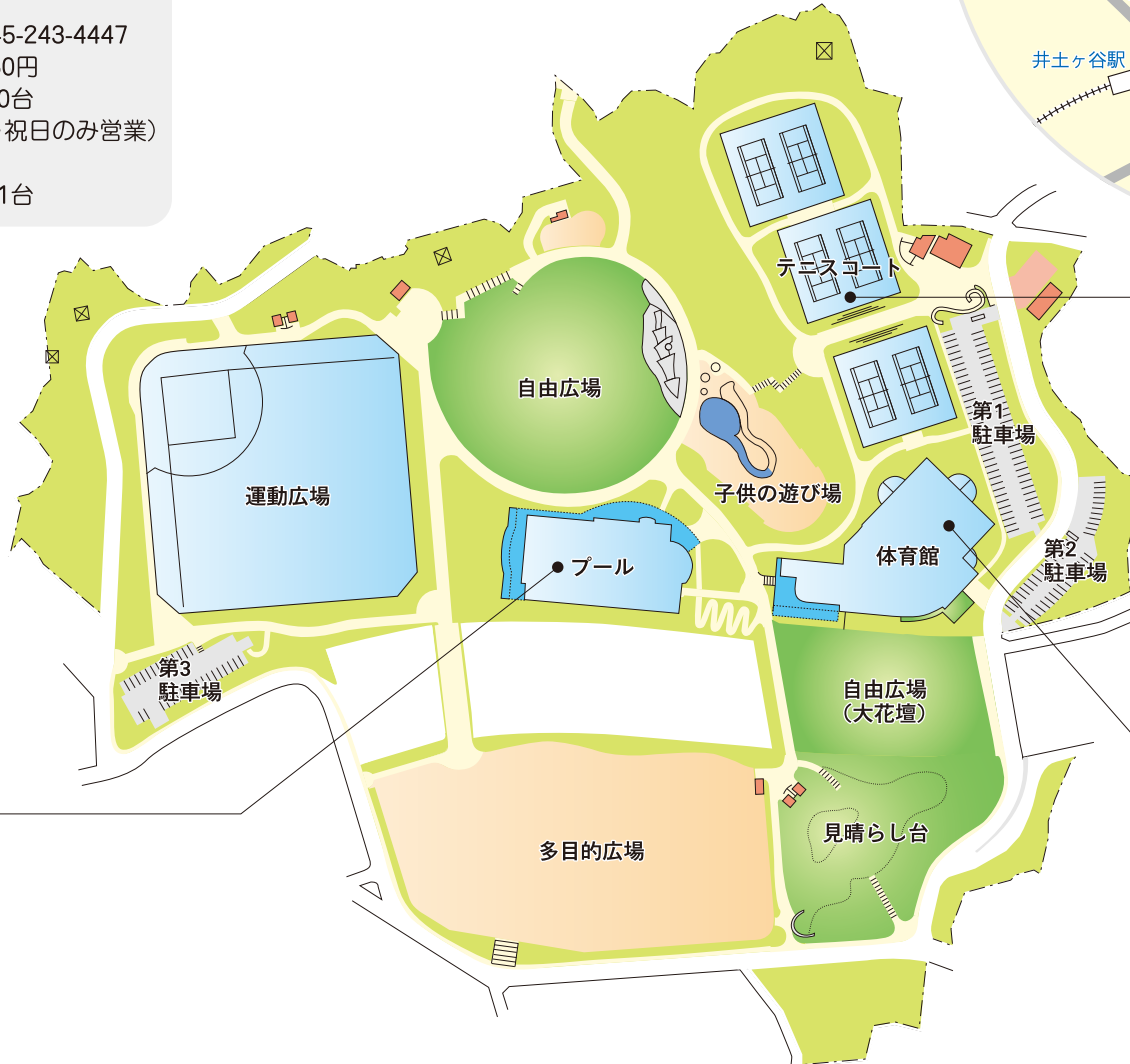 5-243-4447
0円
0台
祝日のみ営業）
1台
井土ヶ谷駅
テニスコート
自由広場
第1
駐車場
運動広場
子供の遊び場
プール
体育館
第2
駐車場
第3
駐車場
自由広場
（大花壇）
見晴らし台
多目的広場